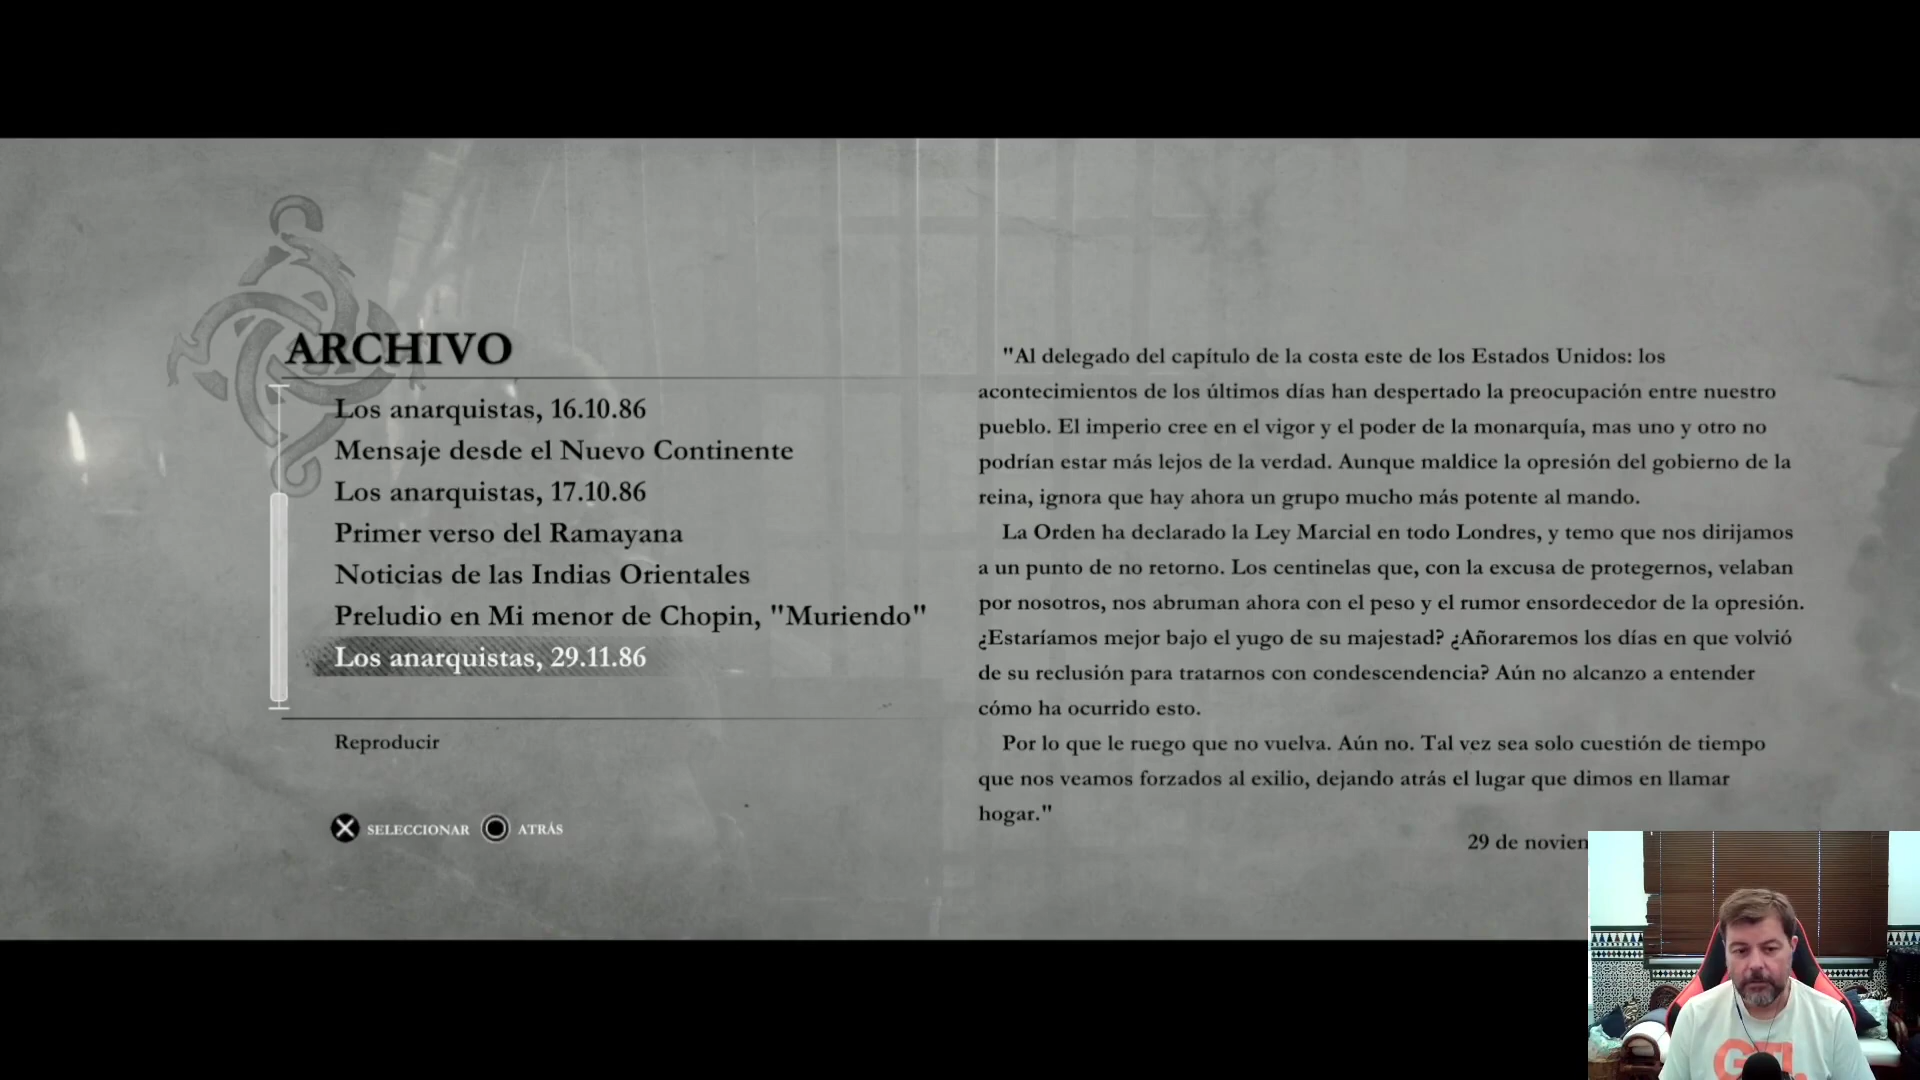 ARCHIVO
Los anarquistas, 16.10.86
Mensaje desde el Nuevo Continente
Los anarquistas, 17.10.86
Primer verso del Ramayana
Noticias de las Indias Orientales
Preludio en Mi menor de Chopin, "Muriendo"
Los anarquistas, 29.11.86
Reproducir
SELECCIONAR ATRÁS
"Al delegado del capítulo de la costa este de los Estados Unidos: los
acontecimientos de los últimos días han despertado la preocupación entre nuestro
pueblo. El imperio cree en el vigor y el poder de la monarquía, mas uno y otro no
podrían estar más lejos de la verdad. Aunque maldice la opresión del gobierno de la
reina, ignora que hay ahora un grupo mucho más potente al mando.
La Orden ha declarado la Ley Marcial en todo Londres, y temo que nos dirijamos
a un punto de no retorno. Los centinelas que, con la excusa de protegernos, velaban
por nosotros, nos abruman ahora con el peso y el rumor ensordecedor de la opresión.
¿Estaríamos mejor bajo el yugo de su majestad? ¿Añoraremos los días en que volvió
de su reclusión para tratarnos con condescendencia? Aún no alcanzo a entender
cómo ha ocurrido esto.
Por lo que le ruego que no vuelva. Aún no. Tal vez sea solo cuestión de tiempo
que nos veamos forzados al exilio, dejando atrás el lugar que dimos en llamar
hogar."
29 de novien